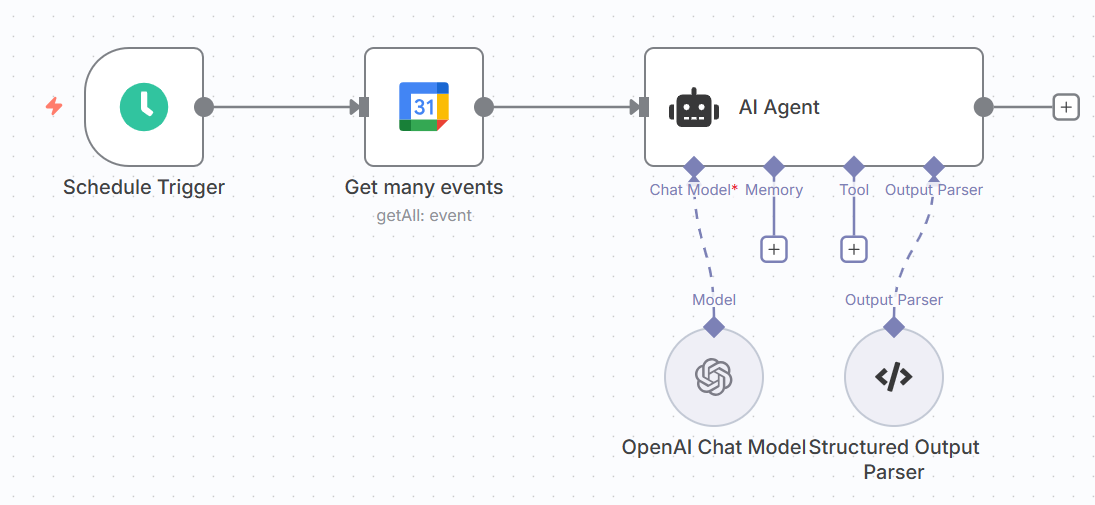 31
AI Agent
Schedule Trigger
Get many events
getAll: event
Chat Model*
Memory
Tool
Output Parser
Model
Output Parser
OpenAI Chat Model
Structured Output
Parser